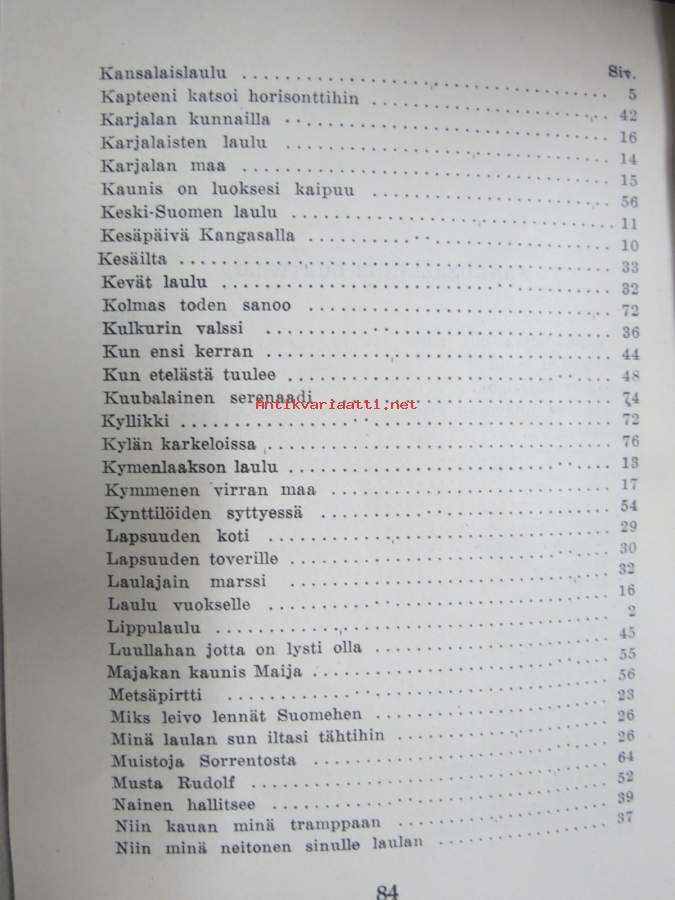 Siv.
Kansalaislaulu ..... 5
Kapteeni katsoi horisonttihin ..... 42
Karjalan kunnailla ..... 16
Karjalaisten laulu ..... 14
Karjalan maa ..... 15
Kaunis on luoksesi kaipuu ..... 56
Keski-Suomen laulu ..... 11
Kesäpäivä Kangasalla ..... 10
Kesäilta ..... 33
Kevät laulu ..... 32
Kolmas toden sanoo ..... 72
Kulkurin valssi ..... 36
Kun ensi kerran ..... 44
Kun etelästä tuulee ..... 48
Kuubalainen serenaadi ..... 74
Antikvariaatti.net
Kyllikki ..... 72
Kylän karkeloissa ..... 76
Kymenlaakson laulu ..... 13
Kymmenen virran maa ..... 17
Kynttilöiden syttyessä ..... 54
Lapsuuden koti ..... 29
Lapsuuden toverille ..... 30
Laulajain marssi ..... 32
Laulu vuokselle ..... 16
Lippulaulu ..... 2
Luullahan jotta on lysti olla ..... 45
Majakan kaunis Maija ..... 55
Metsäpirtti ..... 56
Miks leivo lennät Suomehen ..... 23
Minä laulan sun iltasi tähtihin ..... 26
Muistoja Sorrentosta ..... 26
Musta Rudolf ..... 64
Nainen hallitsee ..... 52
Niin kauan minä tramppaan ..... 39
Niin minä neitonen sinulle laulan ..... 37
84